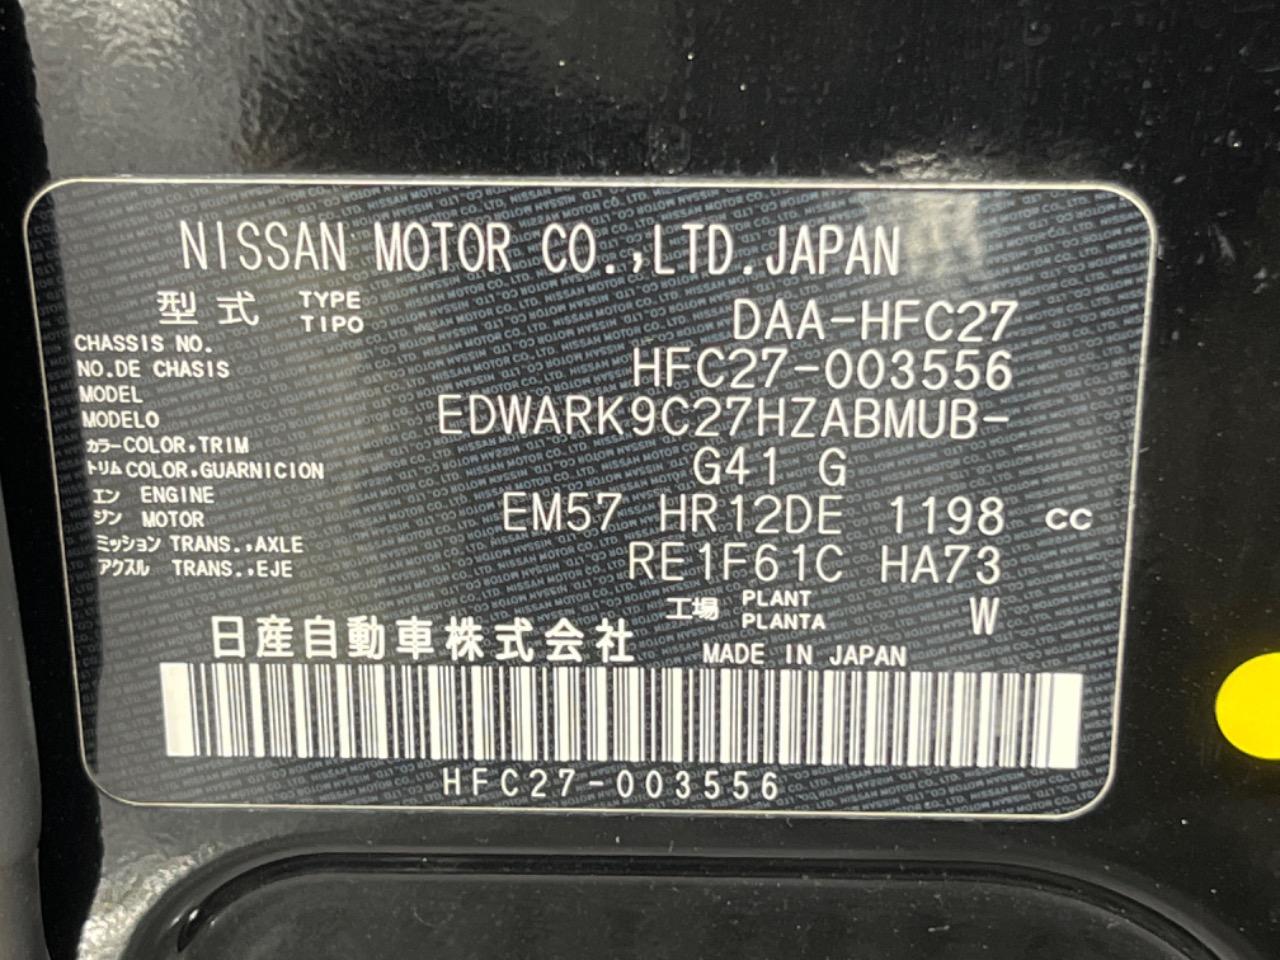 NISSAN MOTOR CO.,LTD.JAPAN
型式 TYPE TIPO DAA-HFC27
CHASSIS NO.
NO.DE CHASIS HFC27-003556
MODEL
MODELO EDWARK9C27HZABMUB-
カラー COLOR,TRIM
トリム COLOR,GUARNICION G41 G
エン ENGINE
ジン MOTOR EM57 HR12DE 1198 cc
ミッション TRANS.,AXLE
アクスル TRANS.,EJE RE1F61C HA73
工場 PLANT PLANTA W
日産自動車株式会社 MADE IN JAPAN
HFC27-003556